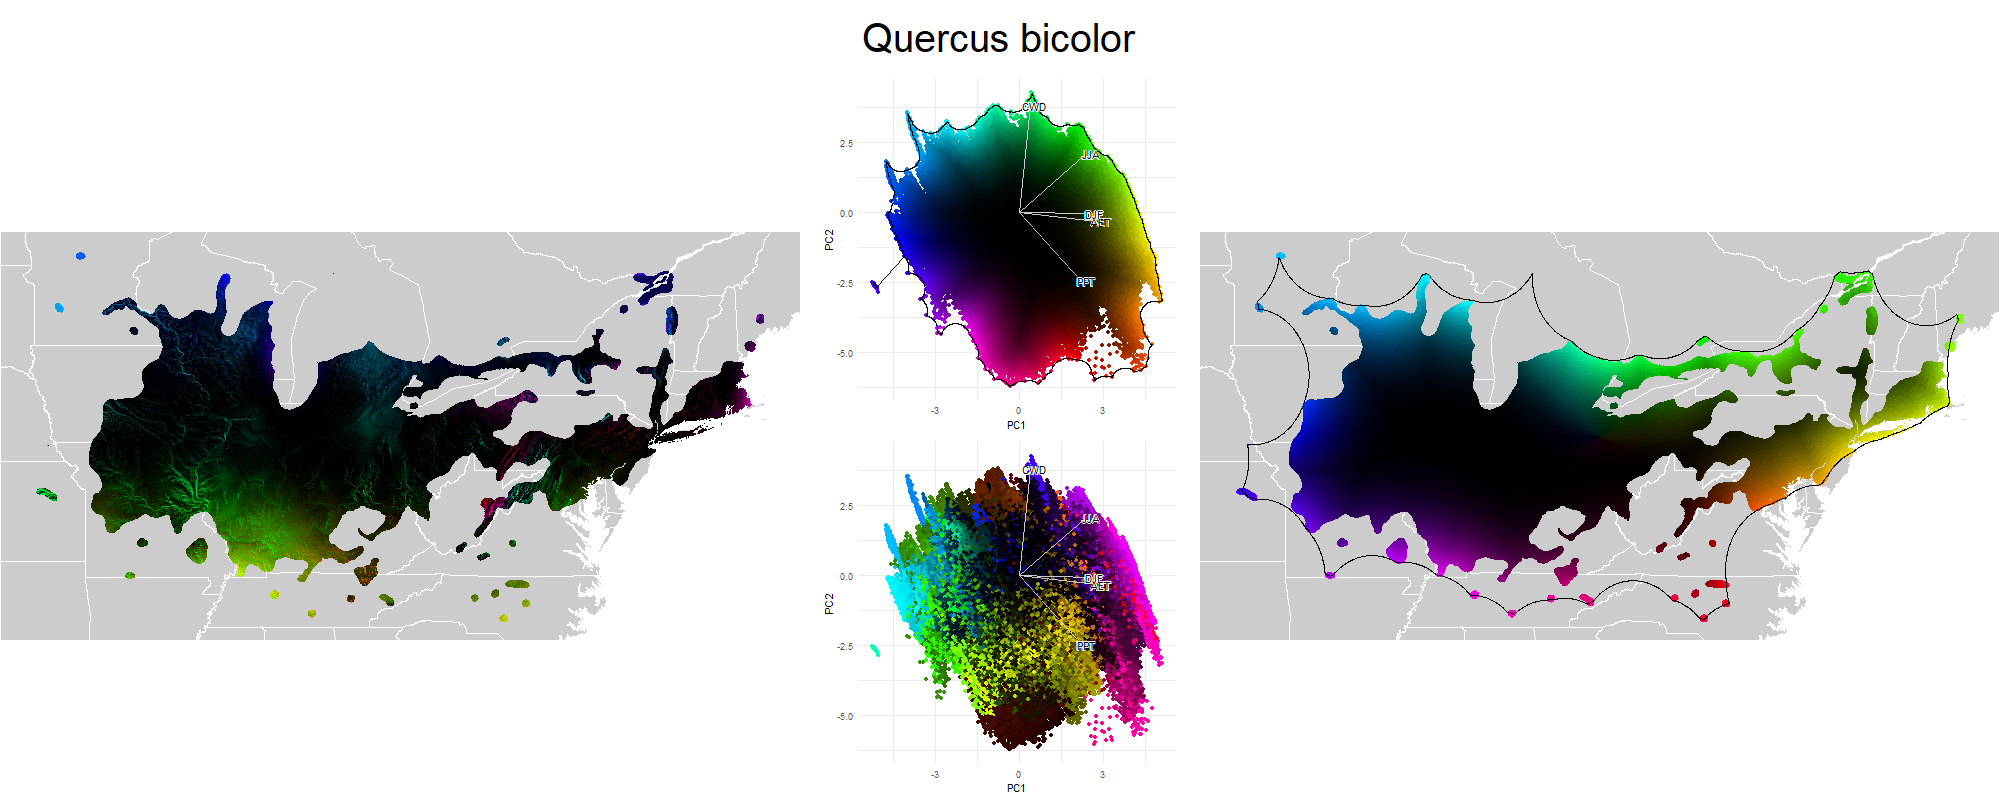 Quercus bicolor
CWD
2.5
JJA
0.0
DJF
AET
PC2
-2.5
PPT
-5.0
-3
0
3
PC1
CWD
2.5
JJA
0.0
DJF
AET
PC2
-2.5
PPT
-5.0
-3
0
3
PC1